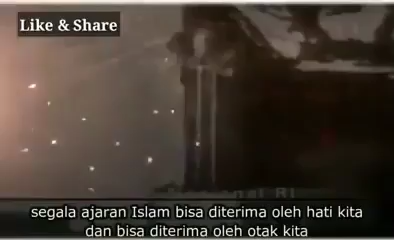 Like & Share
segala ajaran Islam bisa diterima oleh hati kita
dan bisa diterima oleh otak kita